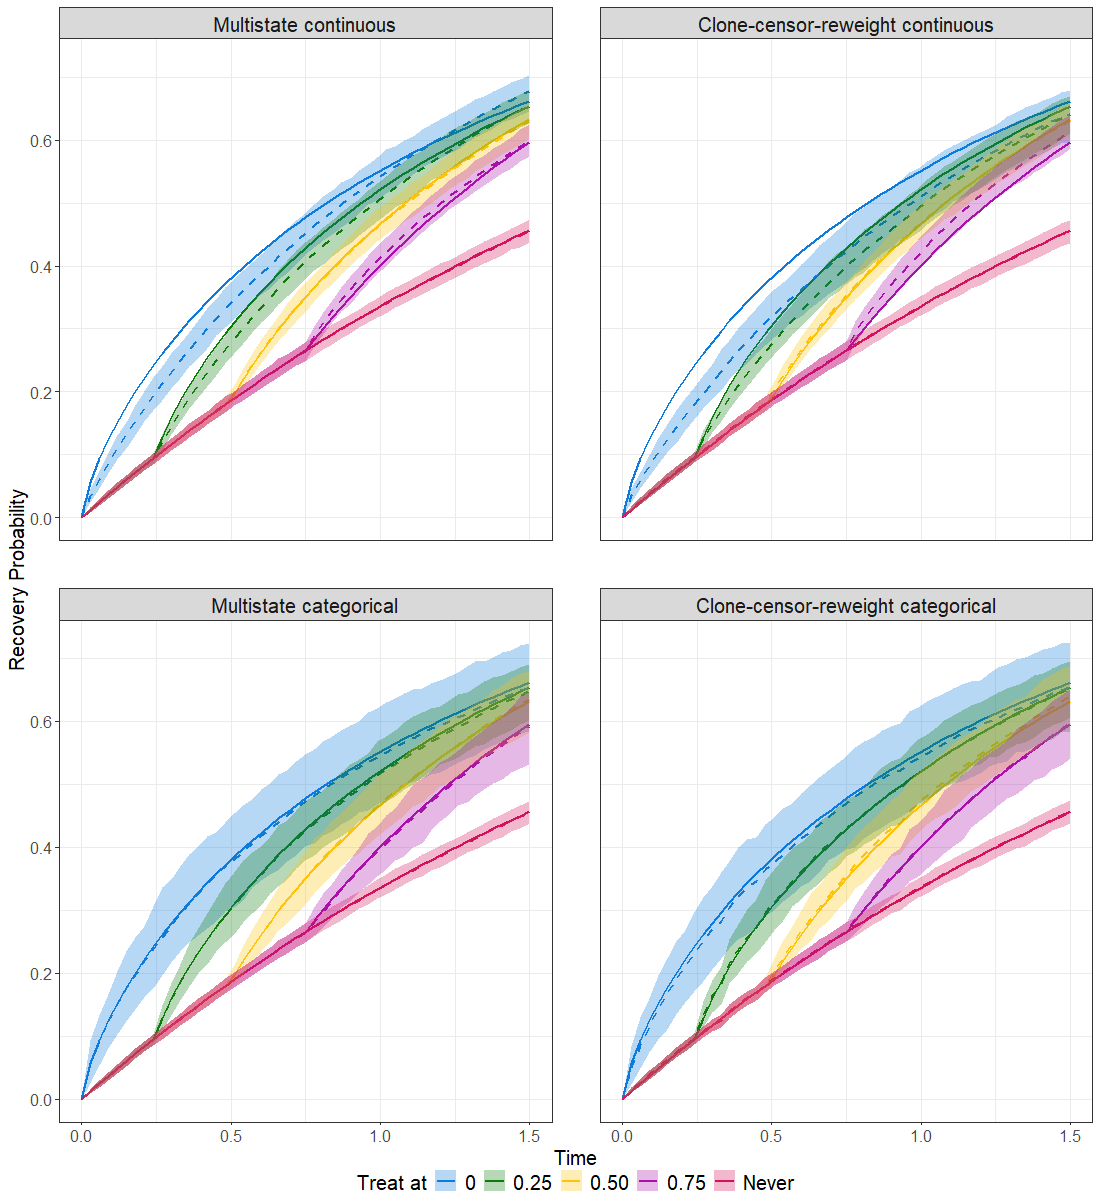 Multistate continuous
Clone-censor-reweight continuous
0.6
0.4
0.2
0.0
Recovery Probability
Multistate categorical
Clone-censor-reweight categorical
0.6
0.4
0.2
0.0
0.0 0.5 1.0 1.5
0.0 0.5 1.0 1.5
Time
Treat at 0 0.25 0.50 0.75 Never